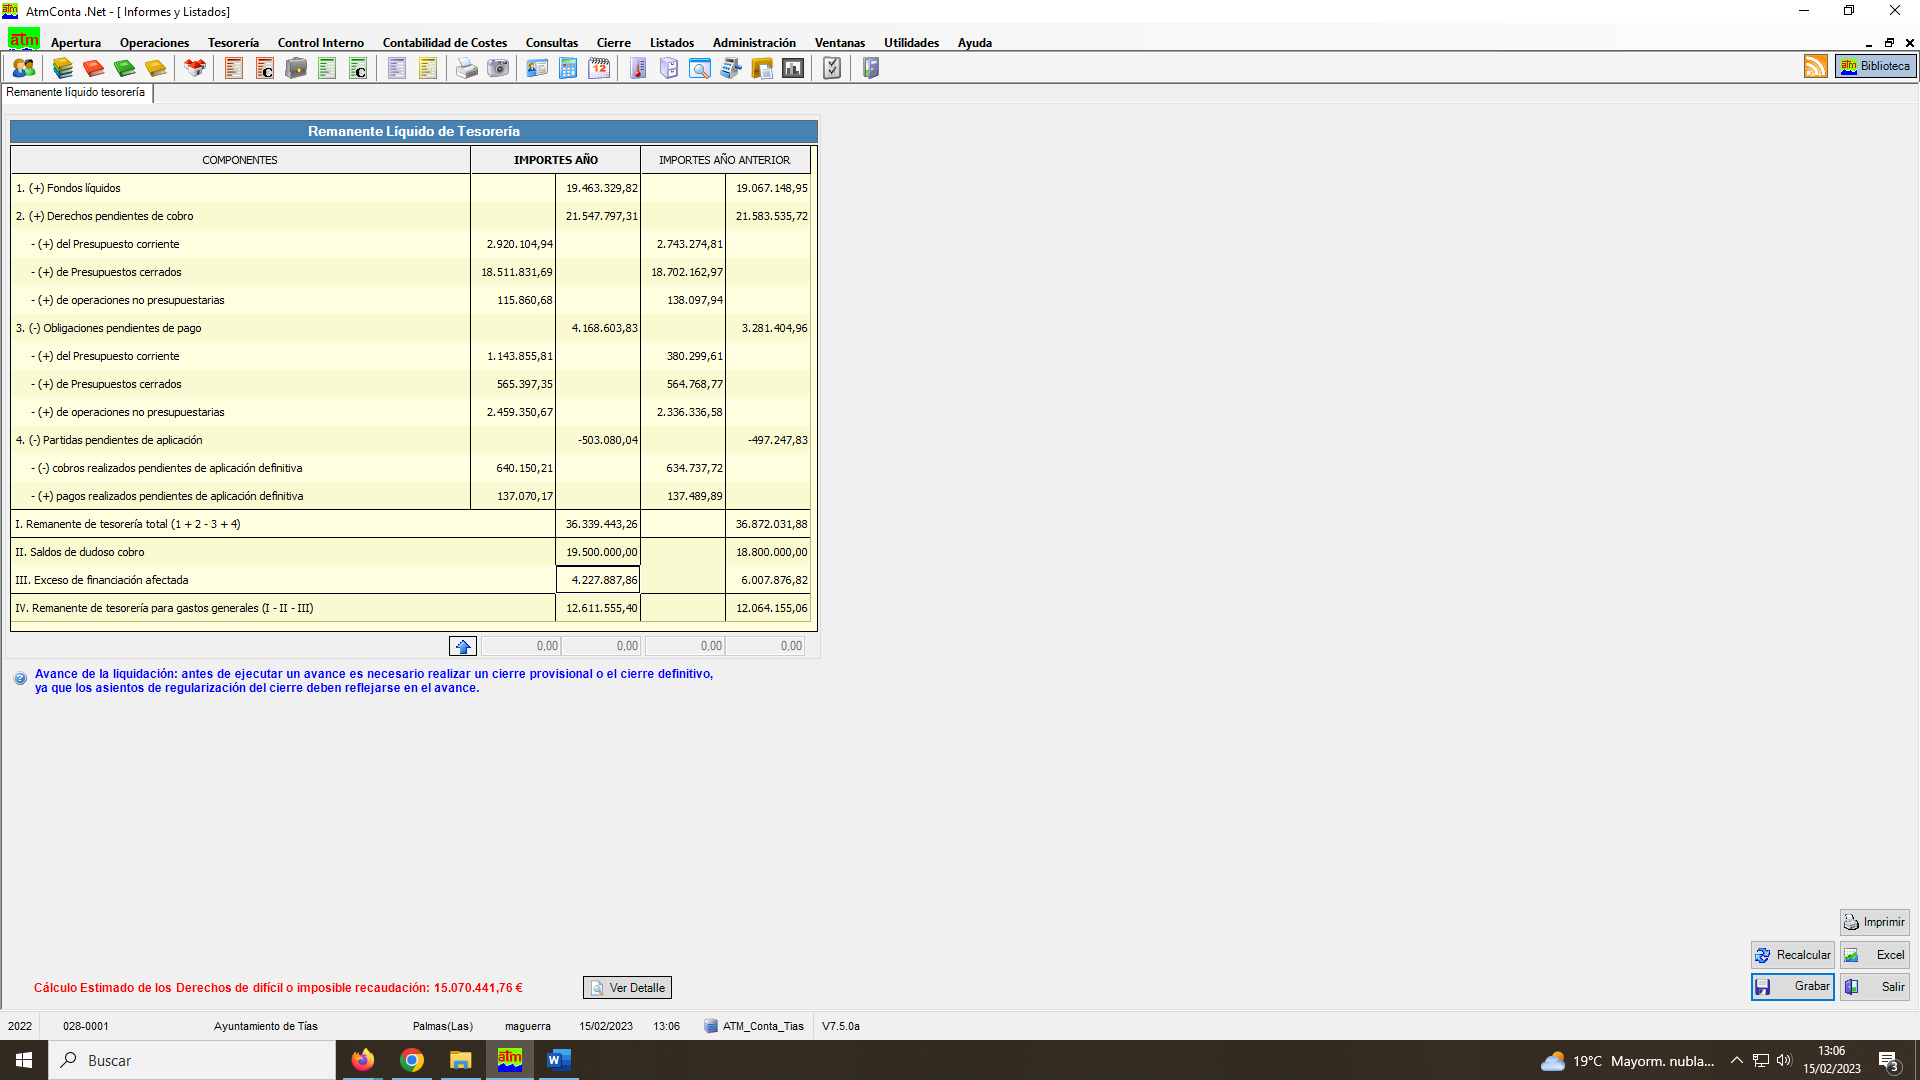 AtmConta .Net - [ Informes y Listados]
atm Apertura Operaciones Tesorería Control Interno Contabilidad de Costes Consultas Cierre Listados Administración Ventanas Utilidades Ayuda
Biblioteca
Remanente líquido tesorería
Remanente Líquido de Tesorería
COMPONENTES IMPORTES AÑO IMPORTES AÑO ANTERIOR
1. (+) Fondos líquidos 19.463.329,82 19.067.148,95
2. (+) Derechos pendientes de cobro 21.547.797,31 21.583.535,72
- (+) del Presupuesto corriente 2.920.104,94 2.743.274,81
- (+) de Presupuestos cerrados 18.511.831,69 18.702.162,97
- (+) de operaciones no presupuestarias 115.860,68 138.097,94
3. (-) Obligaciones pendientes de pago 4.168.603,83 3.281.404,96
- (+) del Presupuesto corriente 1.143.855,81 380.299,61
- (+) de Presupuestos cerrados 565.397,35 564.768,77
- (+) de operaciones no presupuestarias 2.459.350,67 2.336.336,58
4. (-) Partidas pendientes de aplicación -503.080,04 -497.247,83
- (-) cobros realizados pendientes de aplicación definitiva 640.150,21 634.737,72
- (+) pagos realizados pendientes de aplicación definitiva 137.070,17 137.489,89
I. Remanente de tesorería total (1 + 2 - 3 + 4) 36.339.443,26 36.872.031,88
II. Saldos de dudoso cobro 19.500.000,00 18.800.000,00
III. Exceso de financiación afectada 4.227.887,86 6.007.876,82
IV. Remanente de tesorería para gastos generales (I - II - III) 12.611.555,40 12.064.155,06
0,00 0,00 0,00 0,00
Avance de la liquidación: antes de ejecutar un avance es necesario realizar un cierre provisional o el cierre definitivo,
ya que los asientos de regularización del cierre deben reflejarse en el avance.
Imprimir
Recalcular Excel
Cálculo Estimado de los Derechos de difícil o imposible recaudación: 15.070.441,76 € Ver Detalle Grabar Salir
2022 028-0001 Ayuntamiento de Tías Palmas(Las) maguerra 15/02/2023 13:06 ATM_Conta_Tias V7.5.0a
Buscar
19°C Mayorm. nubla...
13:06
15/02/2023
3